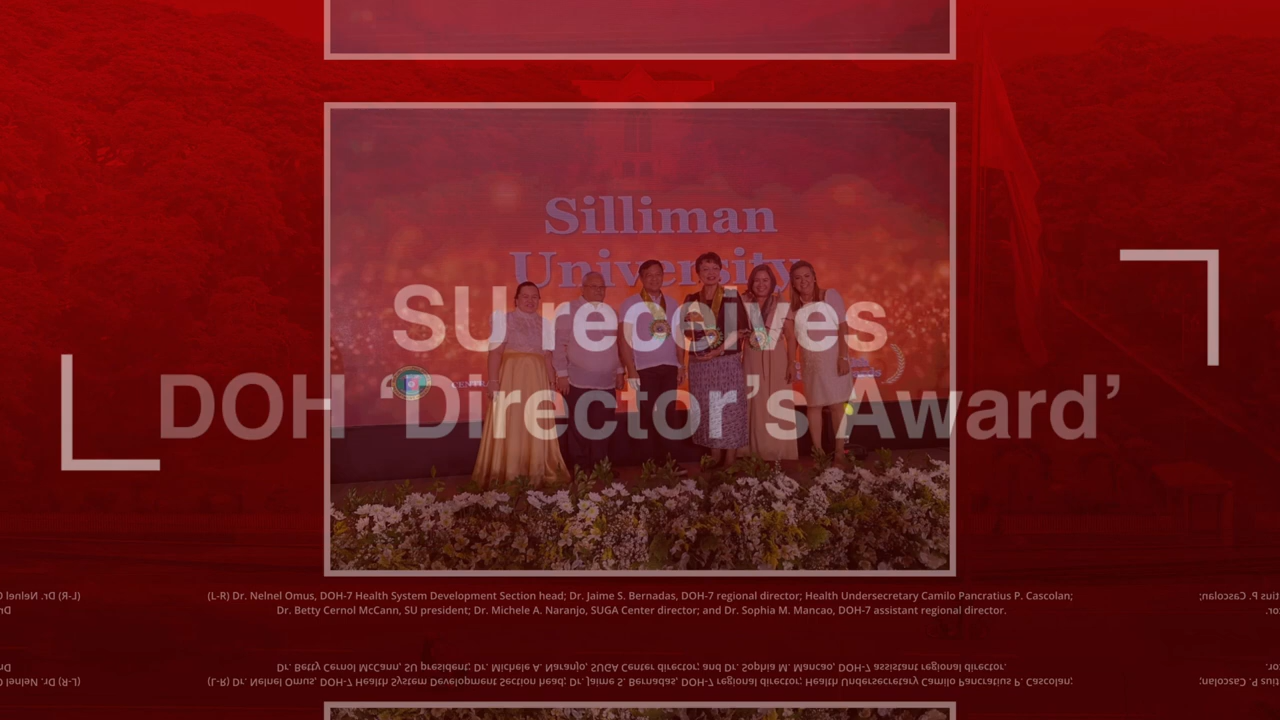 Silliman
University
SU receives
DOH ‘Director’s Award’
(L-R) Dr. Nelnel Omus, DOH-7 Health System Development Section head; Dr. Jaime S. Bernadas, DOH-7 regional director; Health Undersecretary Camilo Pancratius P. Cascolan;
Dr. Betty Cernol McCann, SU president; Dr. Michele A. Naranjo, SUGA Center director; and Dr. Sophia M. Mancao, DOH-7 assistant regional director.